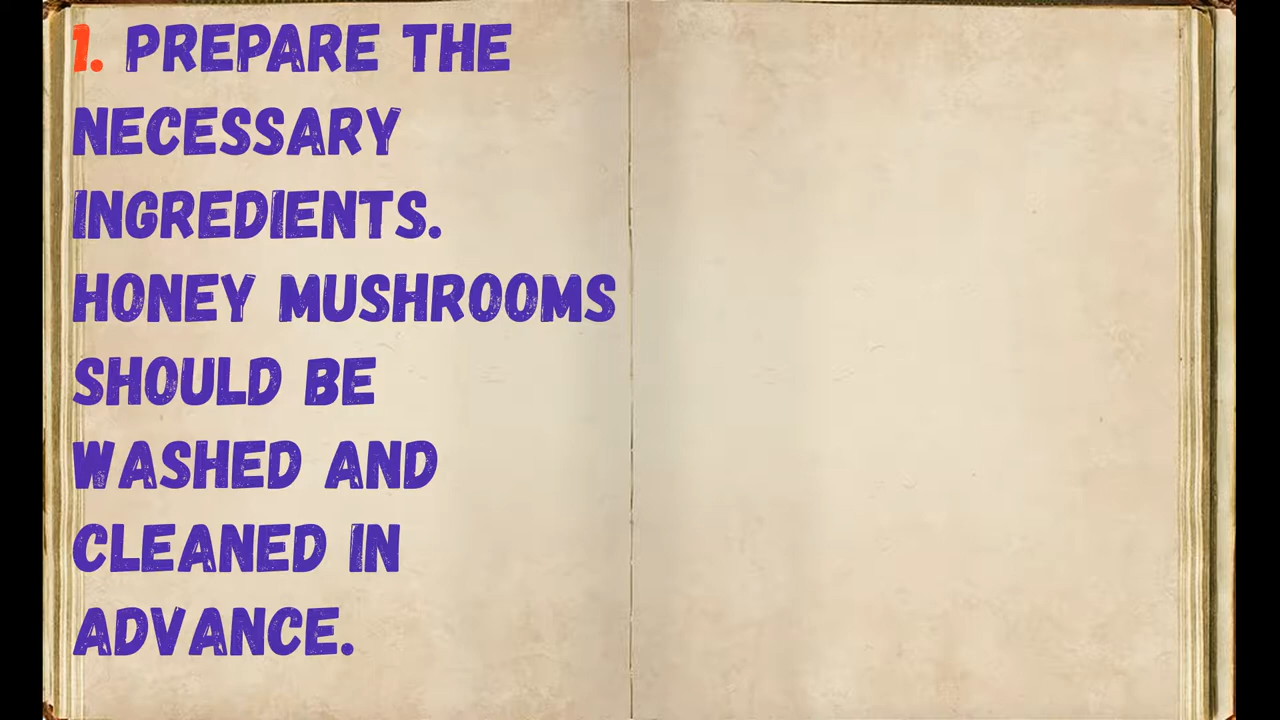 1. PREPARE THE
NECESSARY
INGREDIENTS.
HONEY MUSHROOMS
SHOULD BE
WASHED AND
CLEANED IN
ADVANCE.